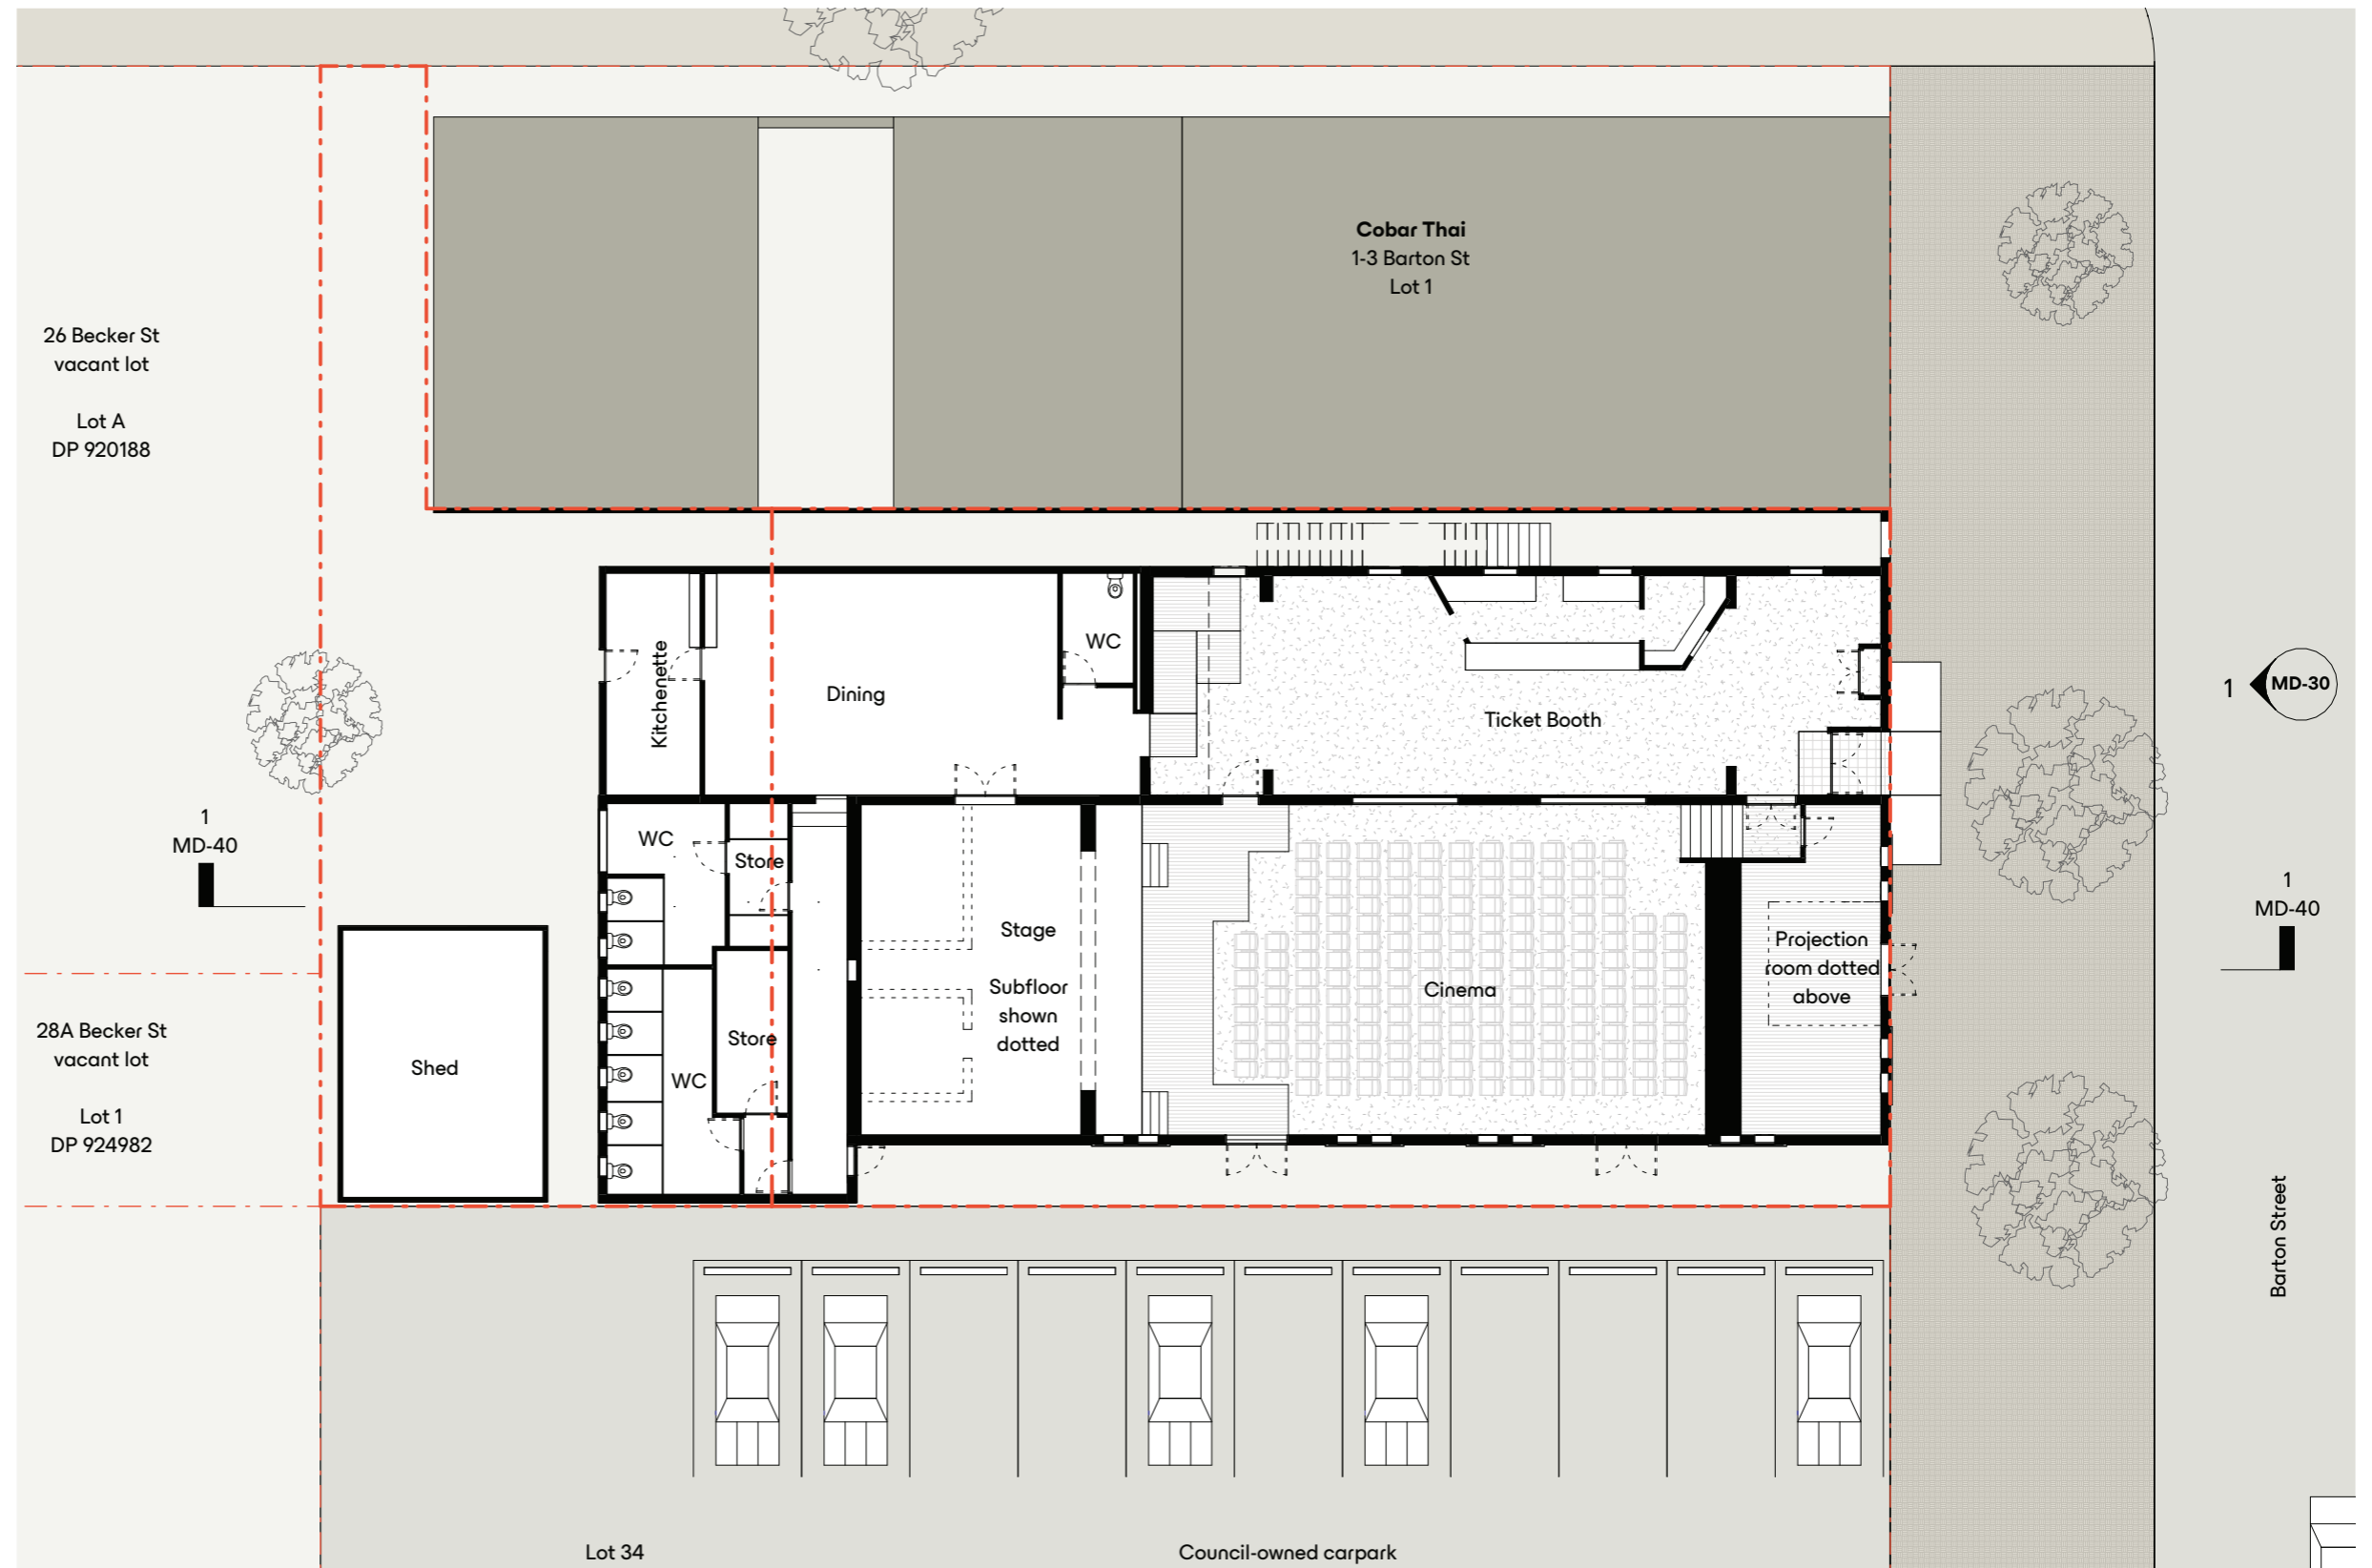 Cobar Thai
1-3 Barton St
Lot 1
26 Becker St
vacant lot
Lot A
DP 920188
Kitchenette
Dining
WC
Ticket Booth
1
MD-30
1
MD-40
WC
Store
Stage
Subfloor
shown
dotted
Cinema
Projection
room dotted
above
1
MD-40
28A Becker St
vacant lot
Lot 1
DP 924982
Shed
Store
WC
Barton Street
Lot 34
Council-owned carpark